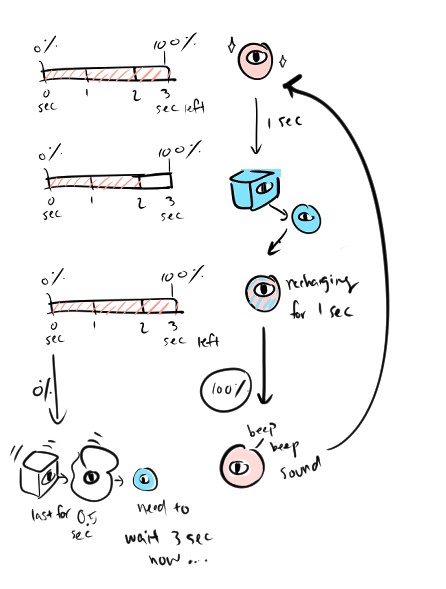 0%
100%
0 1 2 3
sec
sec left
1 sec
0%
100%
0 1 2 3
sec
sec
0%
100%
recharging
for 1 sec
0 1 2 3
sec
sec left
0%
100%
beep
beep
sound
last for 0.5
sec
need to
wait 3 sec
now...